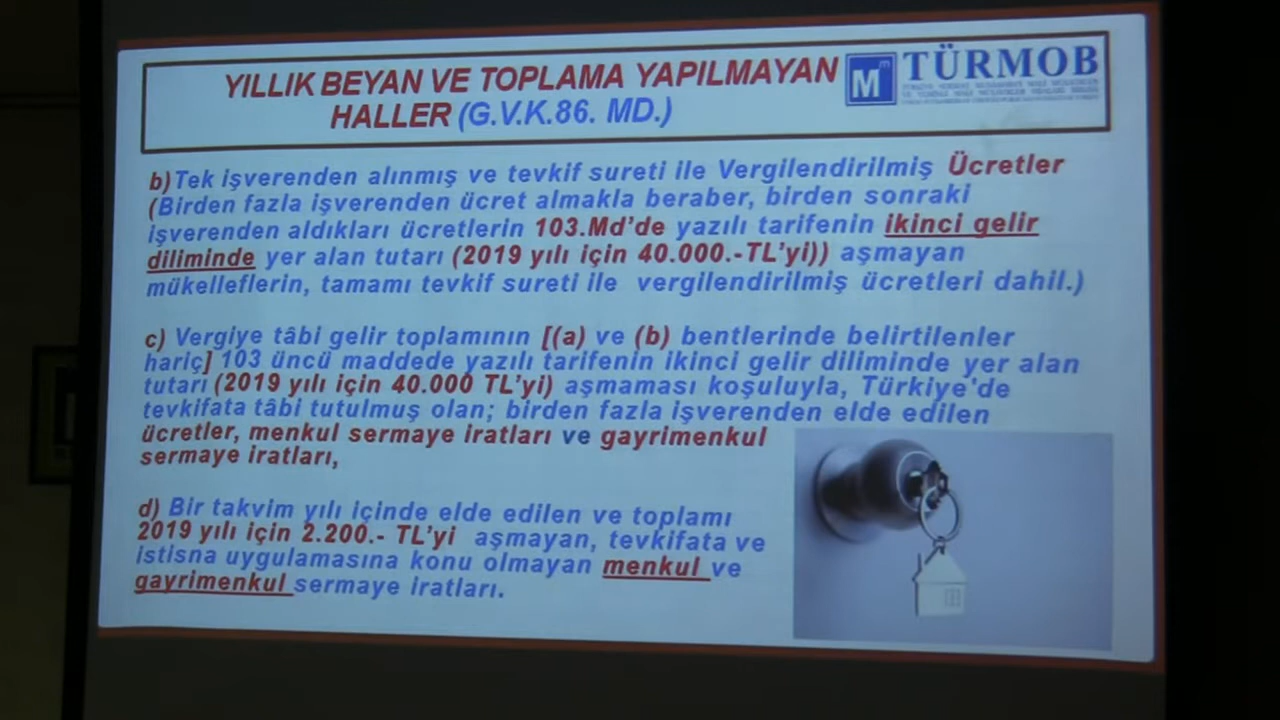 YILLIK BEYAN VE TOPLAMA YAPILMAYAN
HALLER (G.V.K.86. MD.)
M
m
TÜRMOB
b) Tek işverenden alınmış ve tevkif sureti ile Vergilendirilmiş Ücretler
(Birden fazla işverenden ücret almakla beraber, birden sonraki
işverenden aldıkları ücretlerin 103.Md'de yazılı tarifenin ikinci gelir
diliminde yer alan tutarı (2019 yılı için 40.000.-TL'yi)) aşmayan
mükelleflerin, tamamı tevkif sureti ile vergilendirilmiş ücretleri dahil.)
c) Vergiye tâbi gelir toplamının [(a) ve (b) bentlerinde belirtilenler
hariç] 103 üncü maddede yazılı tarifenin ikinci gelir diliminde yer alan
tutarı (2019 yılı için 40.000 TL'yi) aşmaması koşuluyla, Türkiye'de
tevkifata tâbi tutulmuş olan; birden fazla işverenden elde edilen
ücretler, menkul sermaye iratları ve gayrimenkul
sermaye iratları,
d) Bir takvim yılı içinde elde edilen ve toplamı
2019 yılı için 2.200.- TL'yi aşmayan, tevkifata ve
istisna uygulamasına konu olmayan menkul ve
gayrimenkul sermaye iratları.